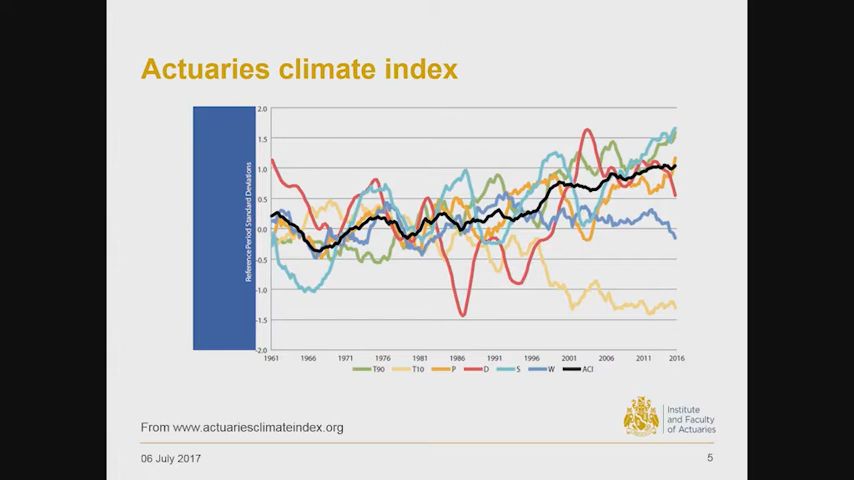 Actuaries climate index
Reference Period Standard Deviations
2.0
1.5
1.0
0.5
0.0
-0.5
-1.0
-1.5
-2.0
1961 1966 1971 1976 1981 1986 1991 1996 2001 2006 2011 2016
T90 T10 P D S W ACI
From www.actuariesclimateindex.org
Institute
and Faculty
of Actuaries
06 July 2017
5